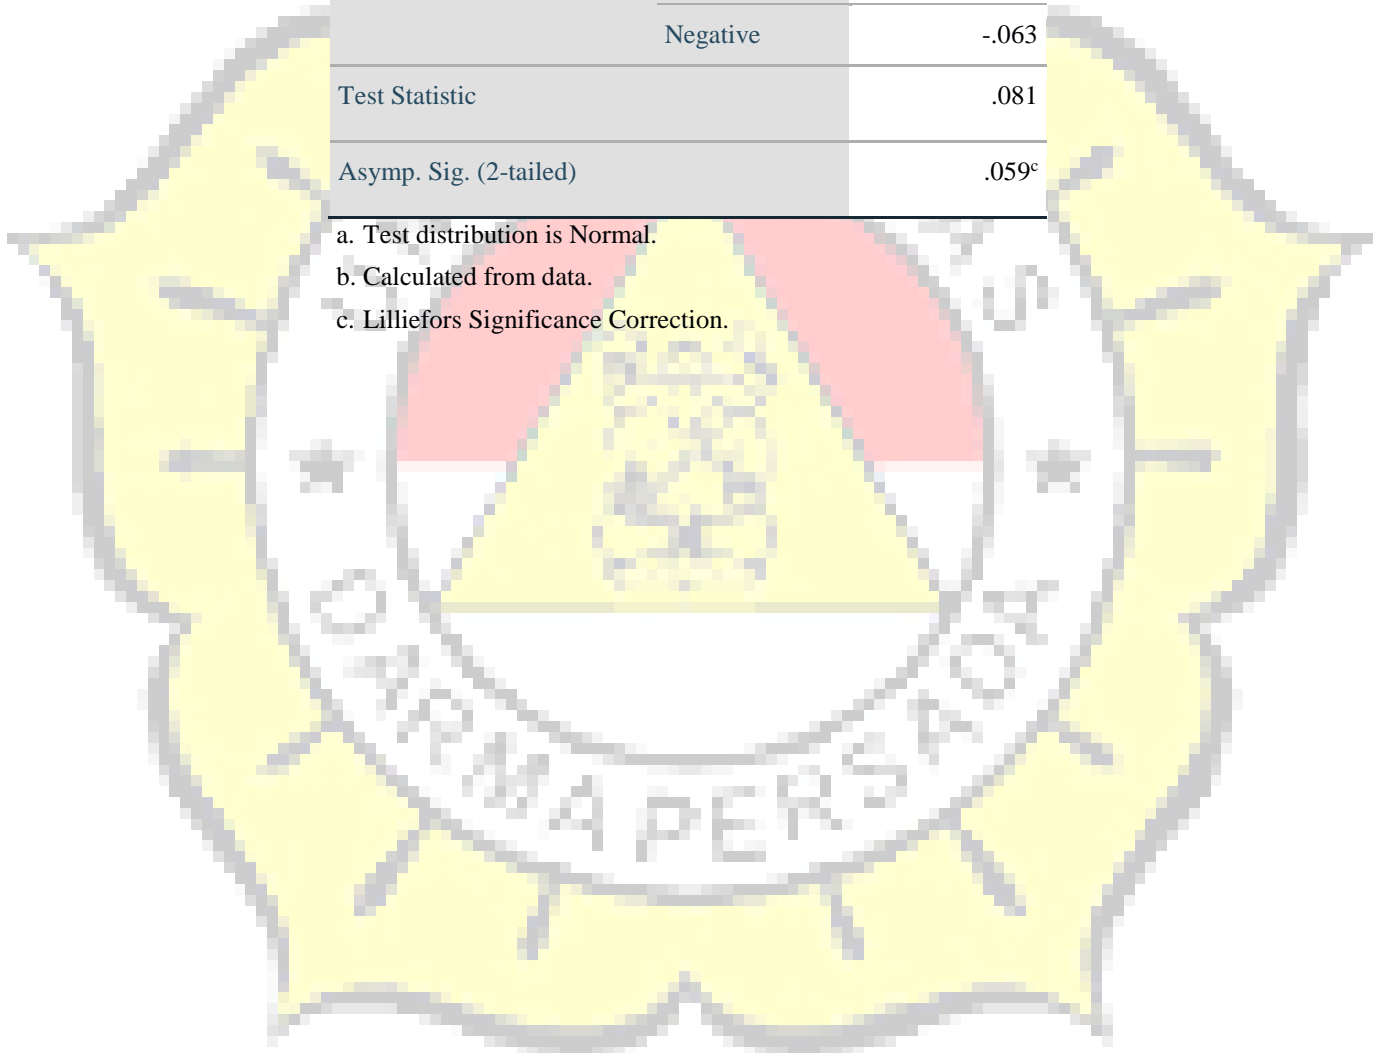 Negative -.063
Test Statistic .081
Asymp. Sig. (2-tailed) .059c
a. Test distribution is Normal.
b. Calculated from data.
c. Lilliefors Significance Correction.
DARMA PERSADA